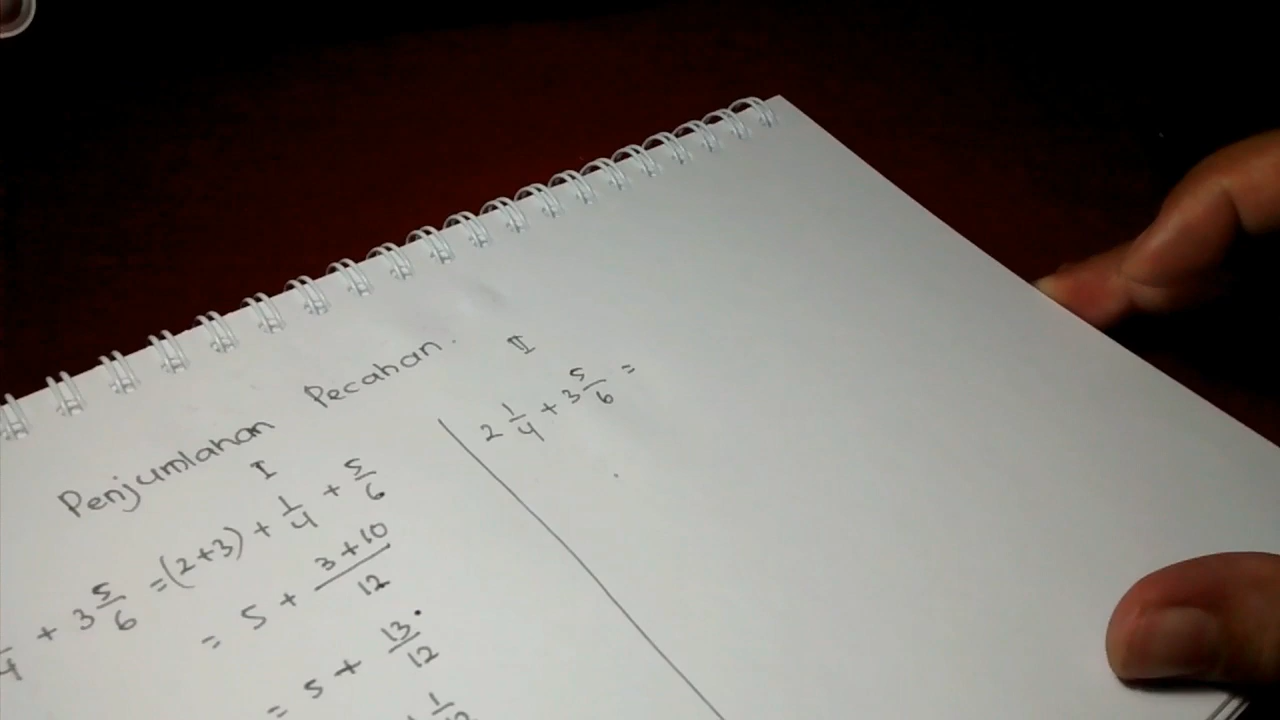 Penjumlahan Pecahan.
I
4 + 3 5/6 = (2+3) + 1/4 + 5/6
= 5 + (3+10)/12
= 5 + 13/12
II
2 1/4 + 3 5/6 =